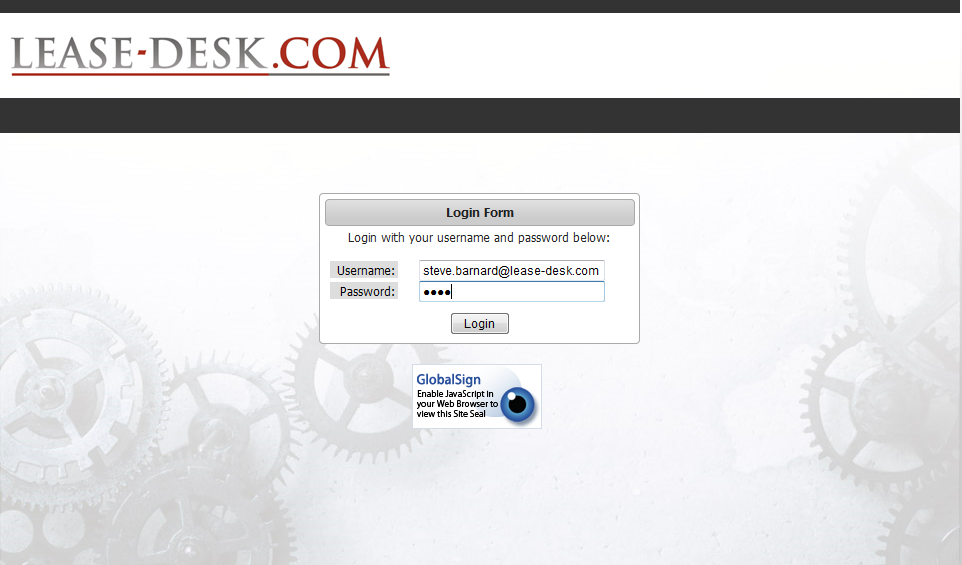 LEASE-DESK.COM
Login Form
Login with your username and password below:
Username: steve.barnard@lease-desk.com
Password: ●●●●
Login
GlobalSign
Enable JavaScript in
your Web Browser to
view this Site Seal